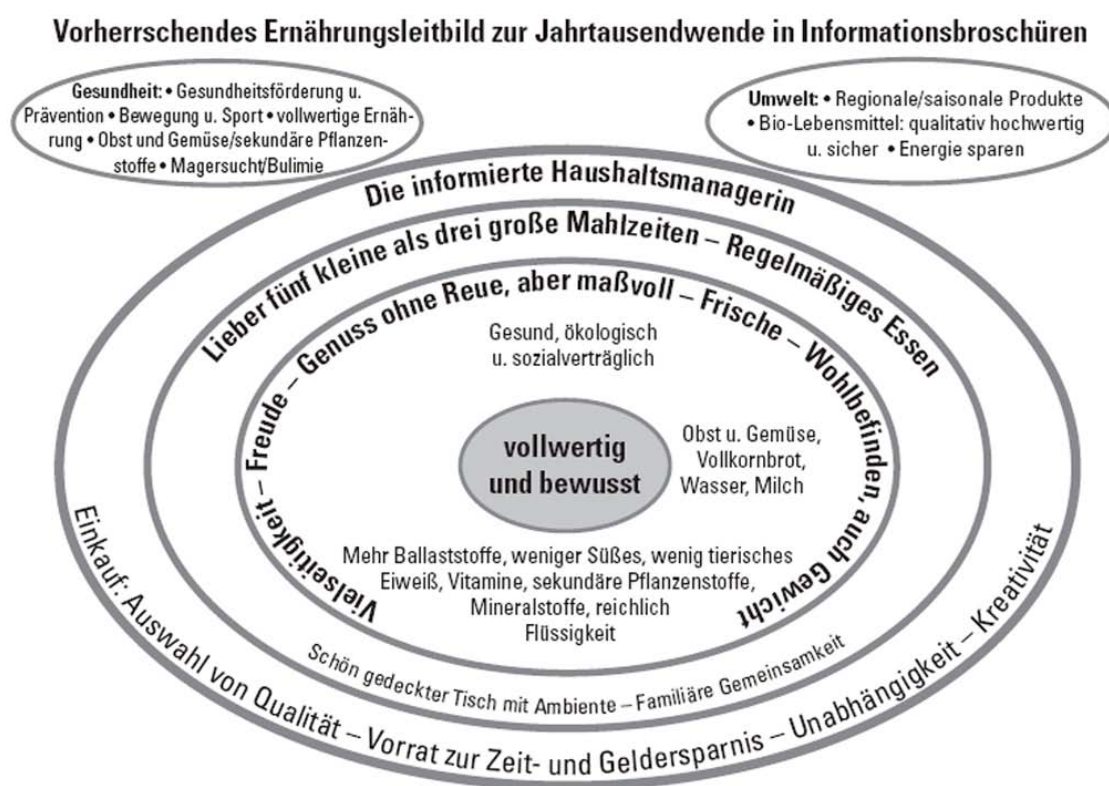 Vorherrschendes Ernährungsleitbild zur Jahrtausendwende in Informationsbroschüren
Gesundheit: • Gesundheitsförderung u.
Prävention • Bewegung u. Sport • vollwertige Ernäh-
rung • Obst und Gemüse/sekundäre Pflanzen-
stoffe • Magersucht/Bulimie
Umwelt: • Regionale/saisonale Produkte
• Bio-Lebensmittel: qualitativ hochwertig
u. sicher • Energie sparen
Die informierte Haushaltsmanagerin
Lieber fünf kleine als drei große Mahlzeiten – Regelmäßiges Essen
Vielseitigkeit – Freude – Genuss ohne Reue, aber maßvoll – Frische – Wohlbefinden, auch Gewicht
Gesund, ökologisch
u. sozialverträglich
vollwertig
und bewusst
Obst u. Gemüse,
Vollkornbrot,
Wasser, Milch
Mehr Ballaststoffe, weniger Süßes, wenig tierisches
Eiweiß, Vitamine, sekundäre Pflanzenstoffe,
Mineralstoffe, reichlich
Flüssigkeit
Schön gedeckter Tisch mit Ambiente – Familiäre Gemeinsamkeit
Einkauf: Auswahl von Qualität – Vorrat zur Zeit- und Geldersparnis – Unabhängigkeit – Kreativität